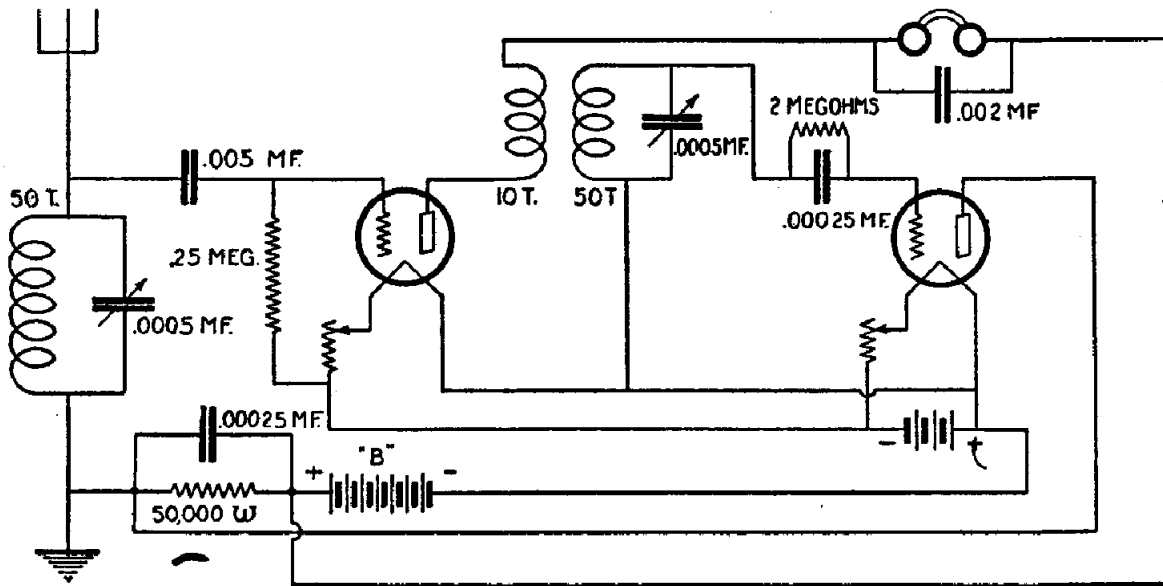 2 MEGOHMS
.002 MF
.005 MF.
.0005 MF.
50 T.
10 T.
50T
.00025 MF.
.25 MEG.
.0005 MF.
.00025 MF.
- +
+ "B" -
50,000 ω